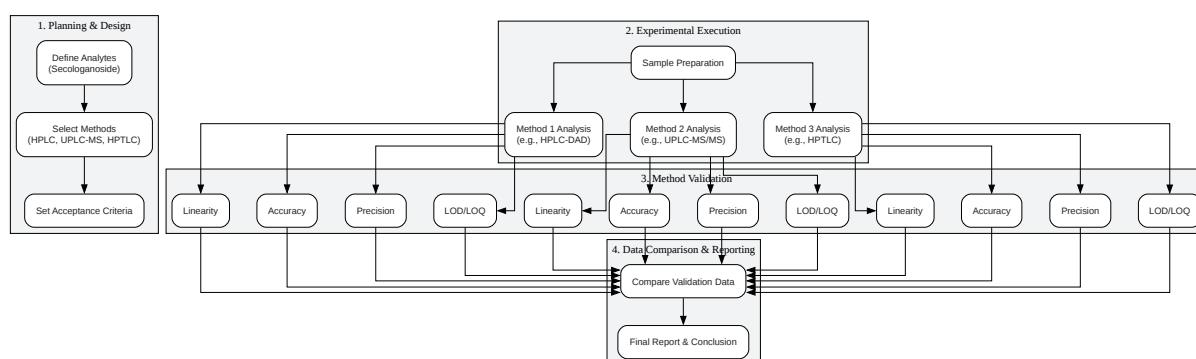 1. Planning & Design
Define Analytes
(Secologanoside)
Select Methods
(HPLC, UPLC-MS, HPTLC)
Set Acceptance Criteria
2. Experimental Execution
Sample Preparation
Method 1 Analysis
(e.g., HPLC-DAD)
Method 2 Analysis
(e.g., UPLC-MS/MS)
Method 3 Analysis
(e.g., HPTLC)
3. Method Validation
Linearity
Accuracy
Precision
LOD/LOQ
Linearity
Accuracy
Precision
LOD/LOQ
Linearity
Accuracy
Precision
LOD/LOQ
4. Data Comparison & Reporting
Compare Validation Data
Final Report & Conclusion